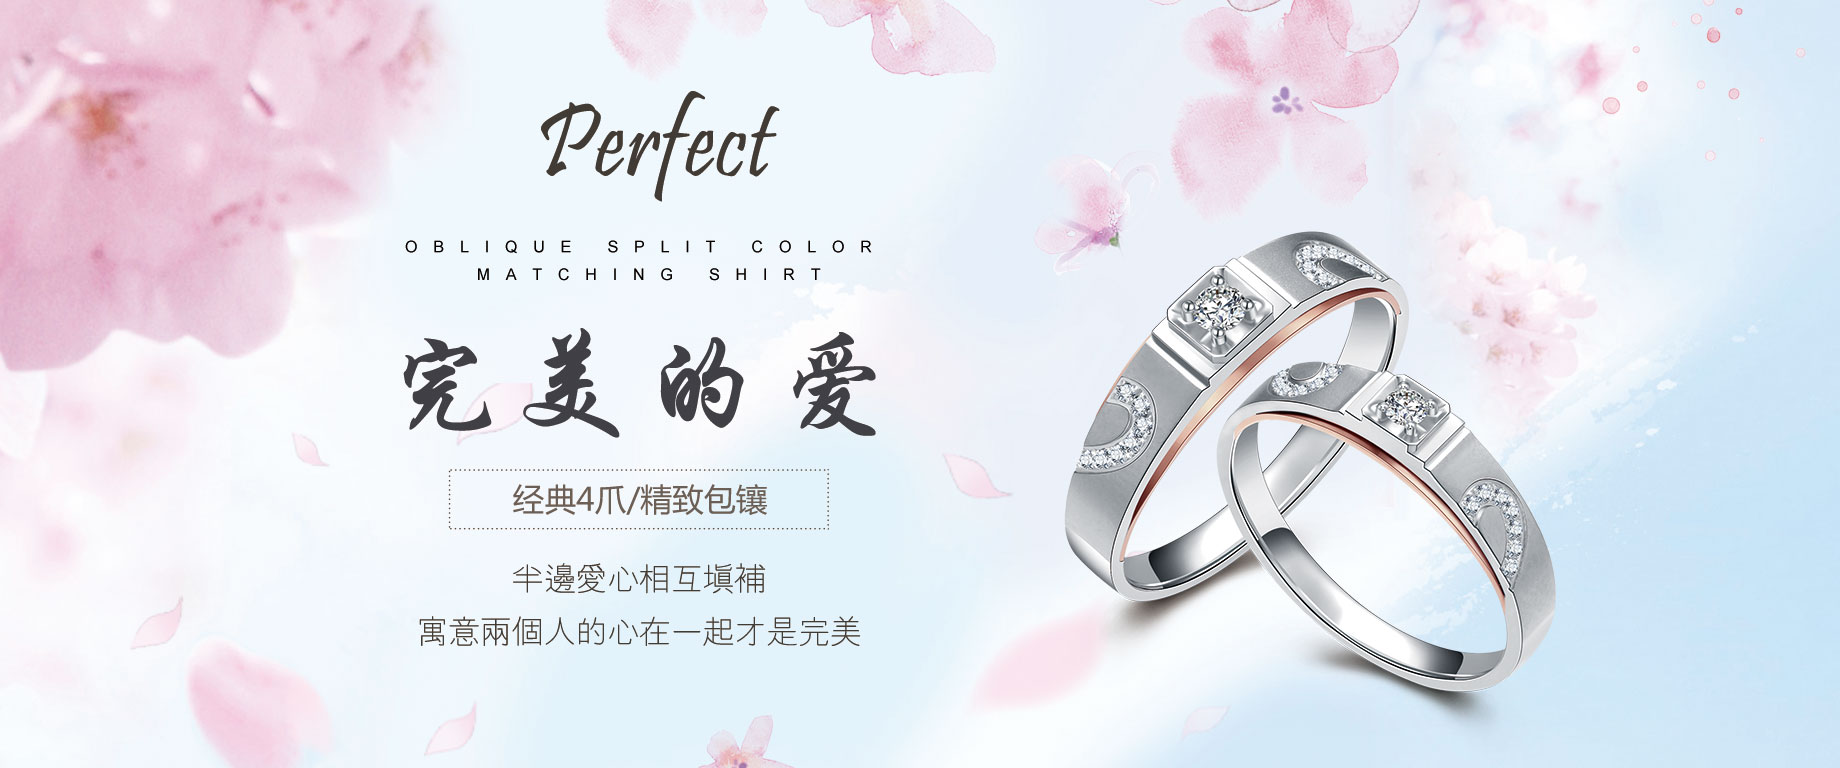 Perfect
OBLIQUE SPLIT COLOR
MATCHING SHIRT
完美的爱
经典4爪/精致包镶
半邊愛心相互塡補
寓意兩個人的心在一起才是完美